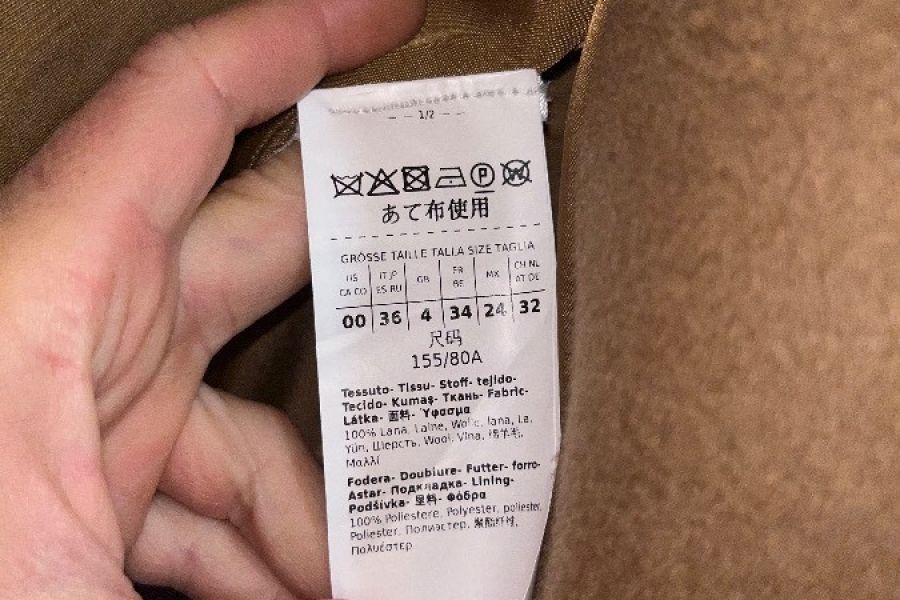 1/2
P W
あて布使用
GRÖSSE TAILLE TALLA SIZE TAGLIA
US IT JP GB FR MX CH NL
CA CO ES RU BE AT DE
00 36 4 34 24 32
尺码
155/80A
Tessuto- Tissu- Stoff- tejido-
Tecido- Kumaş- Ткань- Fabric-
Látka- 面料- Ύφασμα
100% Lana, Laine, Wolle, lana, La,
Yün, Шерсть, Wool, Vlna, 绵羊毛,
Μαλλί
Fodera- Doublure- Futter- forro-
Astar- Подкладка- Lining-
Podšívka- 里料- Φόδρα
100% Poliestere, Polyester, poliester,
Poliester, Полиэстер, 聚酯纤维,
Πολυέστερ